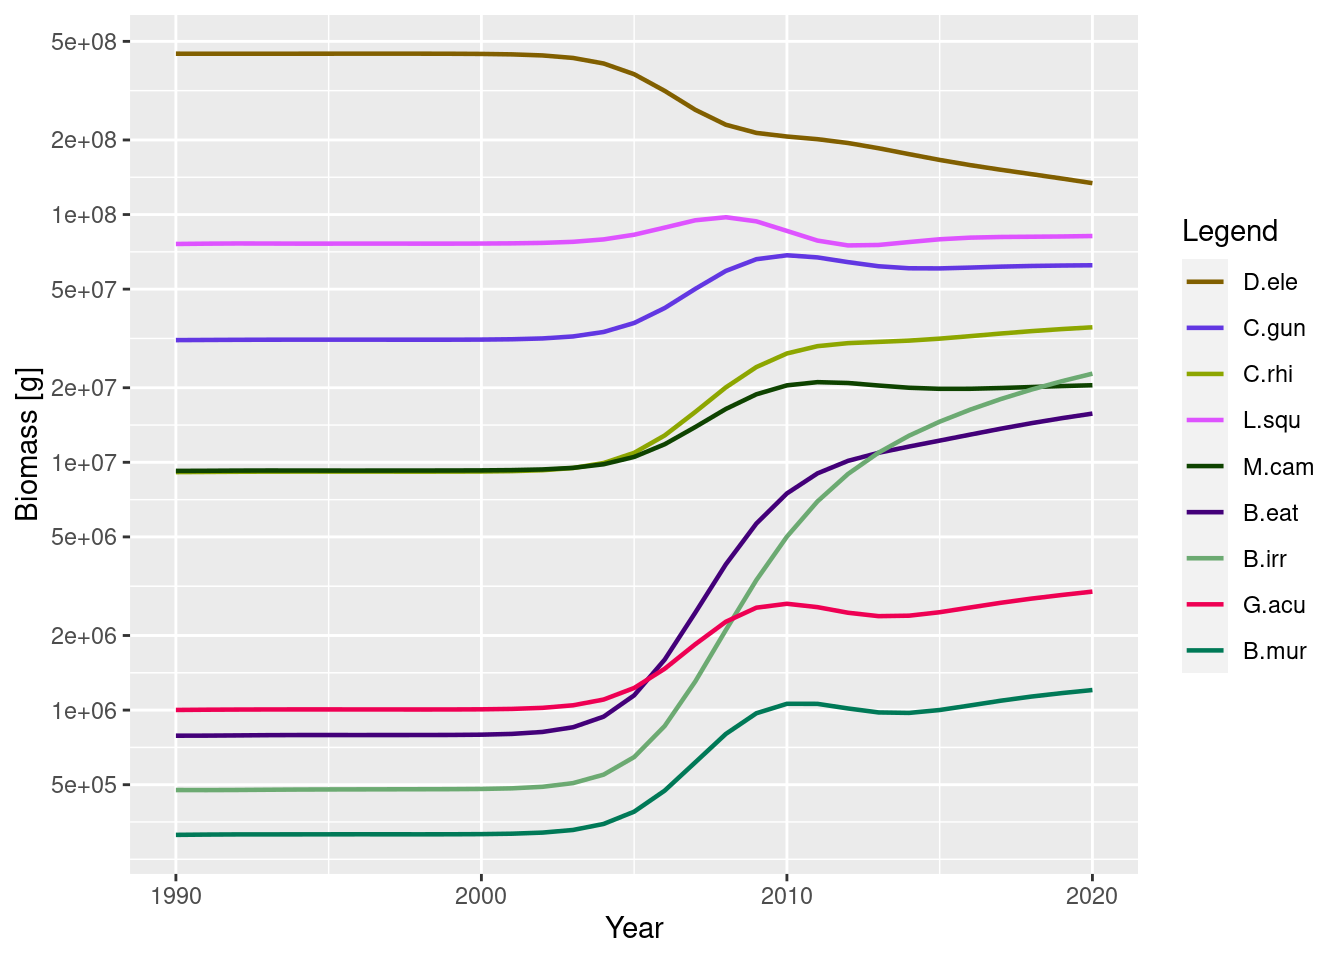 5e+08
2e+08
1e+08
5e+07
2e+07
1e+07
5e+06
2e+06
1e+06
5e+05
Biomass [g]
1990
2000
2010
2020
Year
Legend
D.ele
C.gun
C.rhi
L.squ
M.cam
B.eat
B.irr
G.acu
B.mur